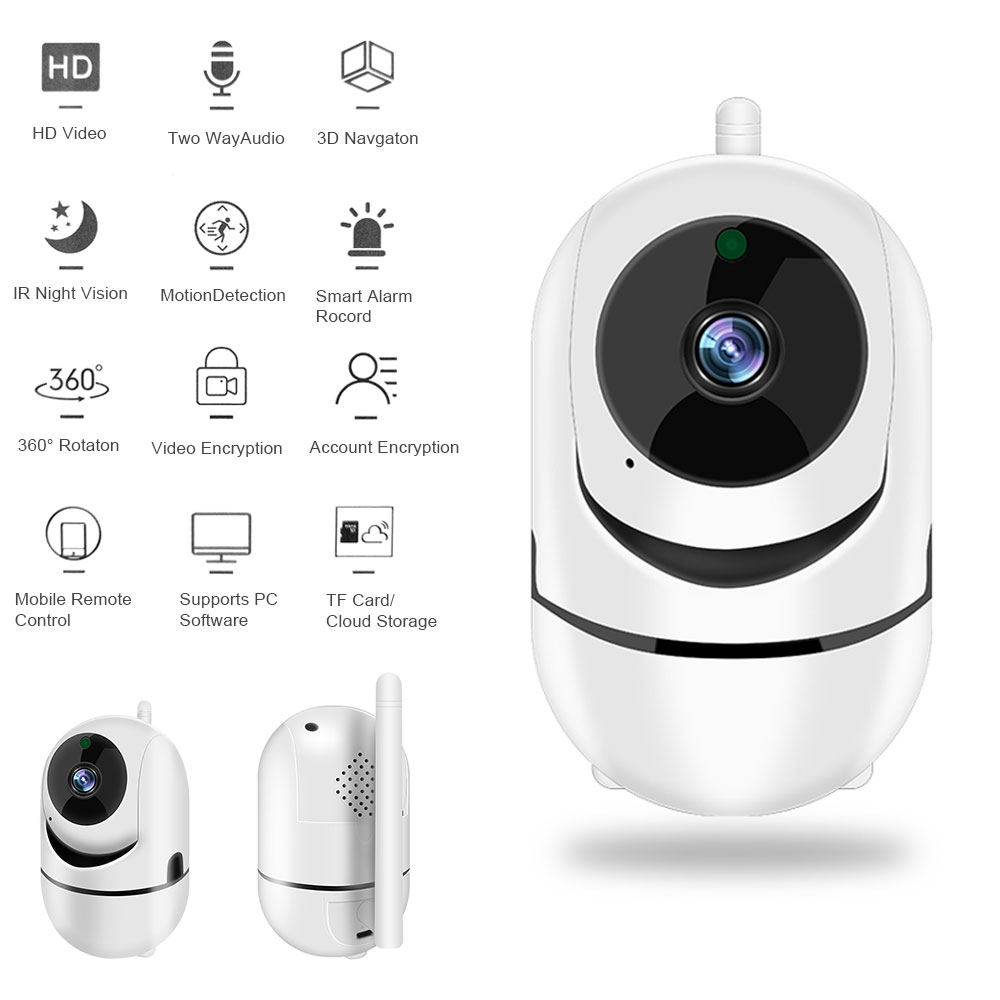 HD
HD Video
Two WayAudio
3D Navgaton
IR Night Vision
MotionDetection
Smart Alarm
Rocord
360°
360° Rotaton
Video Encryption
Account Encryption
Mobile Remote
Control
Supports PC
Software
TF Card/
Cloud Storage